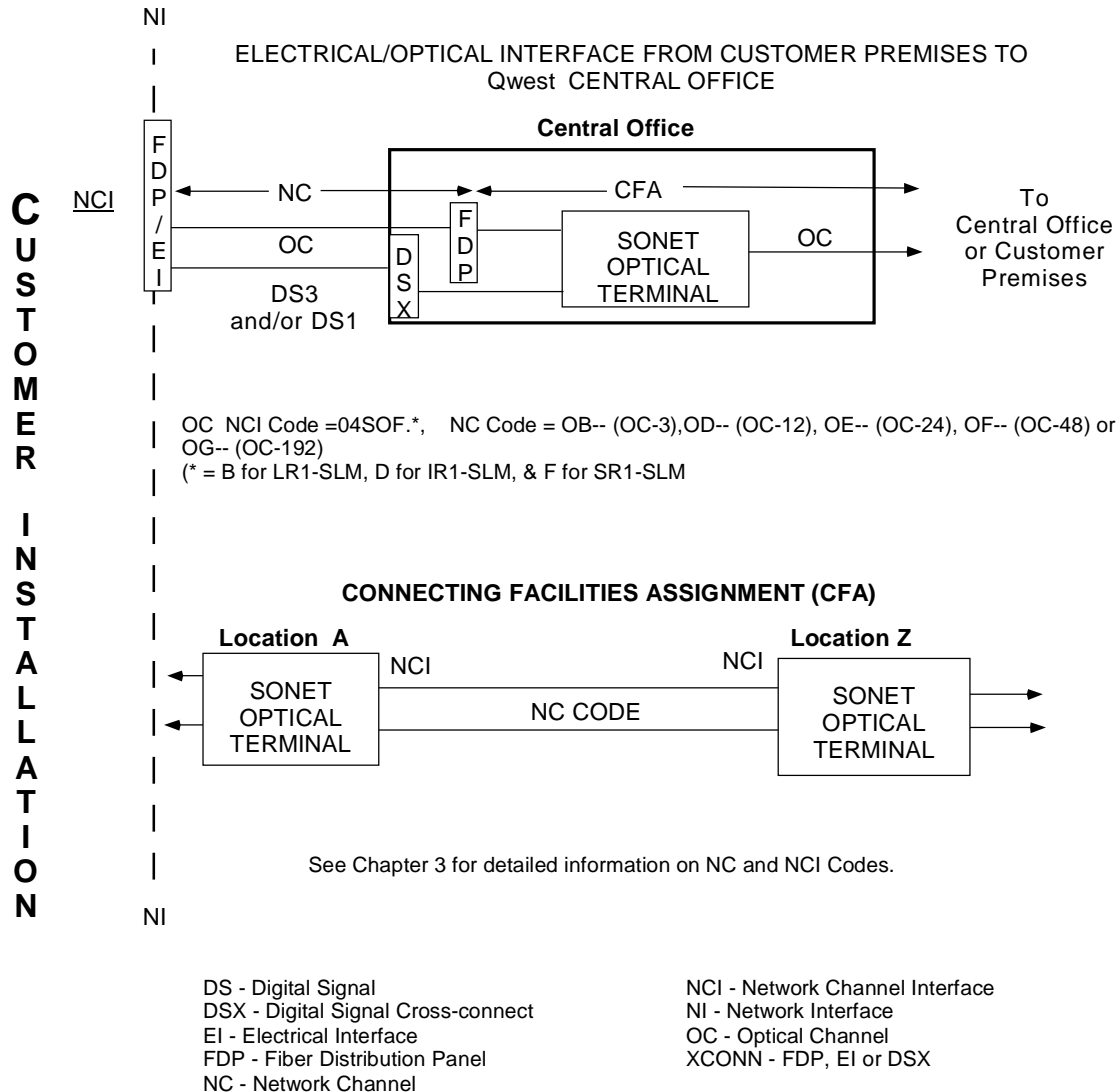 NI
ELECTRICAL/OPTICAL INTERFACE FROM CUSTOMER PREMISES TO
Qwest CENTRAL OFFICE
Central Office
CUSTOMER INSTALLATION
NCI
FDP/EI
NC
CFA
FDP
DSX
OC
SONET
OPTICAL
TERMINAL
OC
DS3
and/or DS1
To
Central Office
or Customer
Premises
OC NCI Code =04SOF.*, NC Code = OB-- (OC-3),OD-- (OC-12), OE-- (OC-24), OF-- (OC-48) or
OG-- (OC-192)
(* = B for LR1-SLM, D for IR1-SLM, & F for SR1-SLM
CONNECTING FACILITIES ASSIGNMENT (CFA)
Location A
Location Z
NCI
NCI
SONET
OPTICAL
TERMINAL
NC CODE
SONET
OPTICAL
TERMINAL
See Chapter 3 for detailed information on NC and NCI Codes.
NI
DS - Digital Signal
DSX - Digital Signal Cross-connect
EI - Electrical Interface
FDP - Fiber Distribution Panel
NC - Network Channel
NCI - Network Channel Interface
NI - Network Interface
OC - Optical Channel
XCONN - FDP, EI or DSX